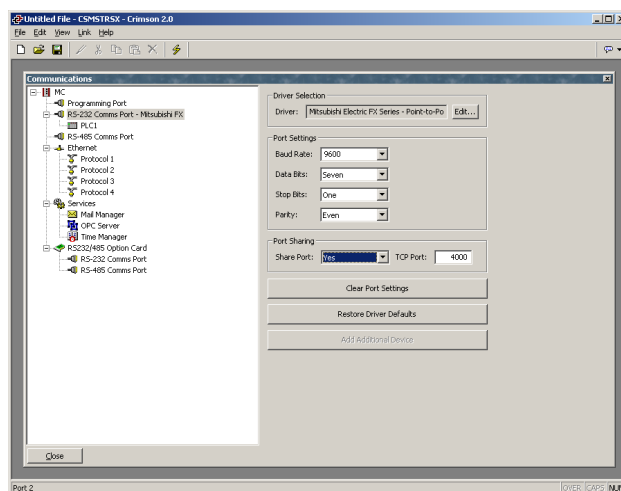 Untitled File - CSMSTRSX - Crimson 2.0
File Edit View Link Help
Communications
MC
Programming Port
RS-232 Comms Port - Mitsubishi FX
PLC1
RS-485 Comms Port
Ethernet
Protocol 1
Protocol 2
Protocol 3
Protocol 4
Services
Mail Manager
OPC Server
Time Manager
RS232/485 Option Card
RS-232 Comms Port
RS-485 Comms Port
Driver Selection
Driver: Mitsubishi Electric FX Series - Point-to-Po Edit...
Port Settings
Baud Rate: 9600
Data Bits: Seven
Stop Bits: One
Parity: Even
Port Sharing
Share Port: Yes TCP Port: 4000
Clear Port Settings
Restore Driver Defaults
Add Additional Device
Close
Port 2 OVER CAPS NUM